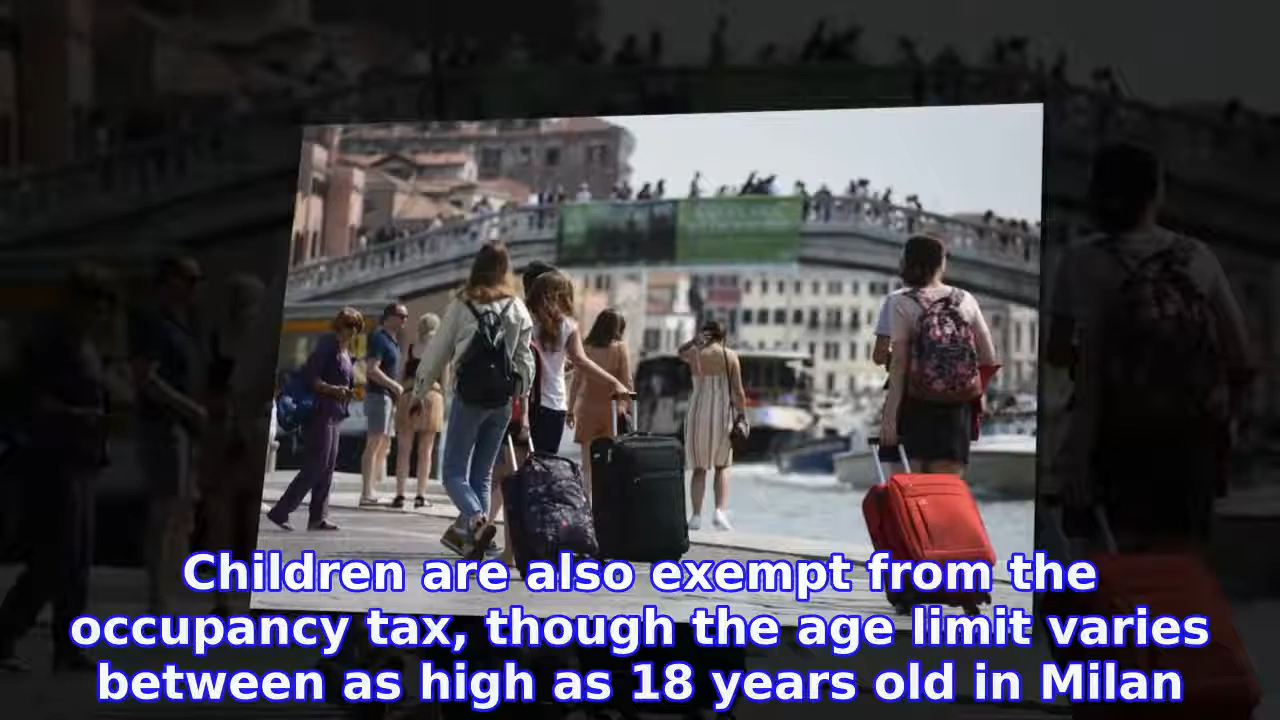 Children are also exempt from the
occupancy tax, though the age limit varies
between as high as 18 years old in Milan